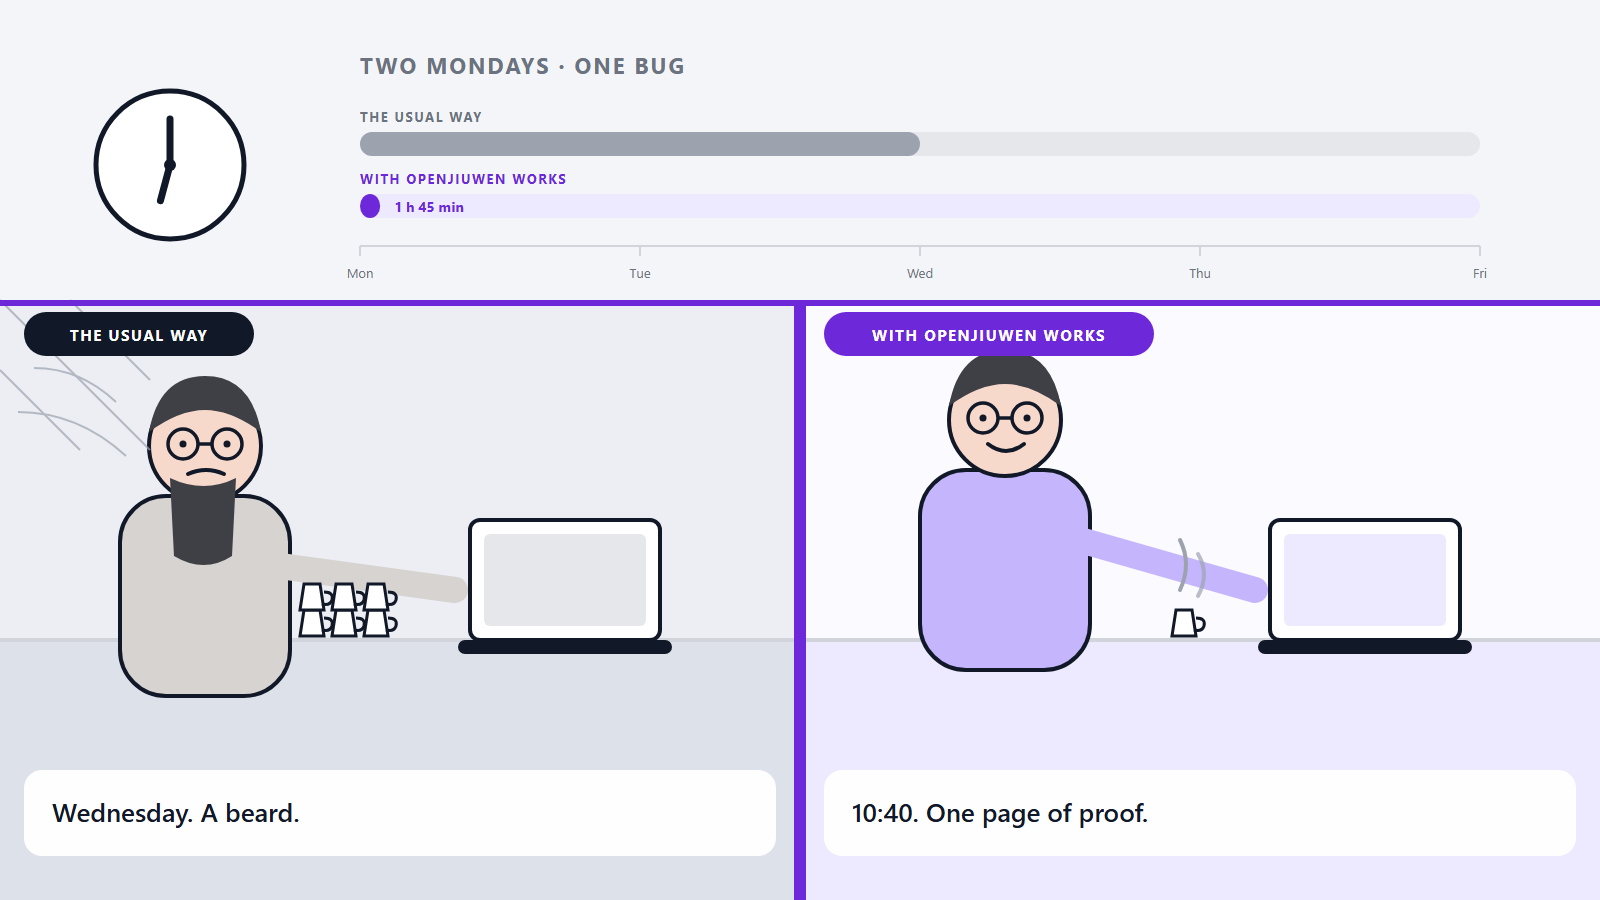 TWO MONDAYS · ONE BUG
THE USUAL WAY
WITH OPENJIUWEN WORKS
1 h 45 min
Mon Tue Wed Thu Fri
THE USUAL WAY
WITH OPENJIUWEN WORKS
Wednesday. A beard.
10:40. One page of proof.